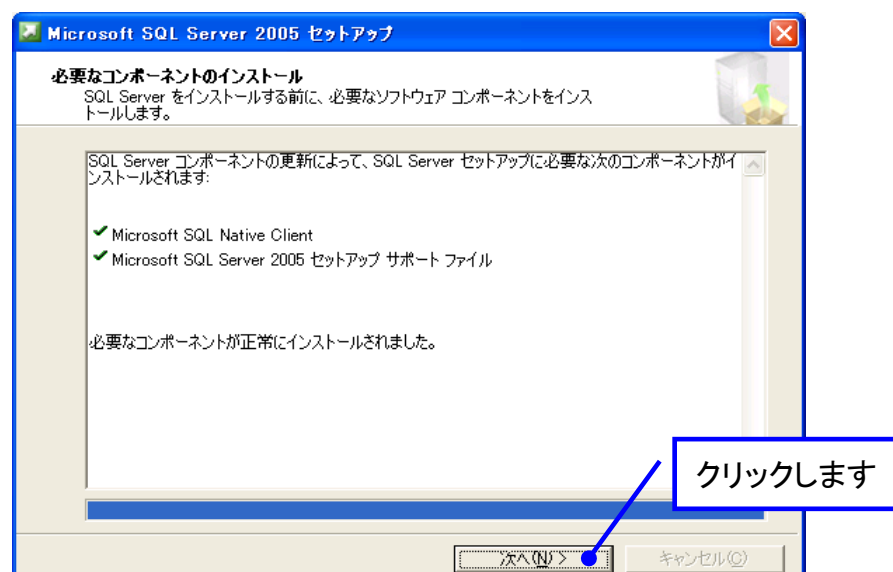 Microsoft SQL Server 2005 セットアップ
必要なコンポーネントのインストール
SQL Server をインストールする前に、必要なソフトウェア コンポーネントをインス
トールします。
SQL Server コンポーネントの更新によって、SQL Server セットアップに必要な次のコンポーネントがイ
ンストールされます:
Microsoft SQL Native Client
Microsoft SQL Server 2005 セットアップ サポート ファイル
必要なコンポーネントが正常にインストールされました。
クリックします
次へ(N) >
キャンセル(C)